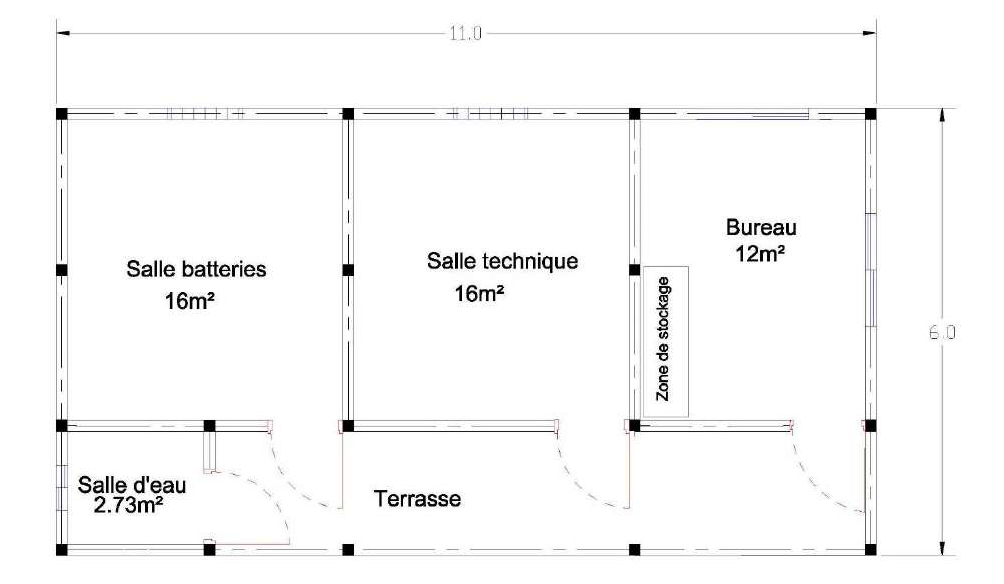 11.0
Bureau
12m²
Salle batteries
16m²
Salle technique
16m²
Zone de stockage
6.0
Salle d'eau
2.73m²
Terrasse